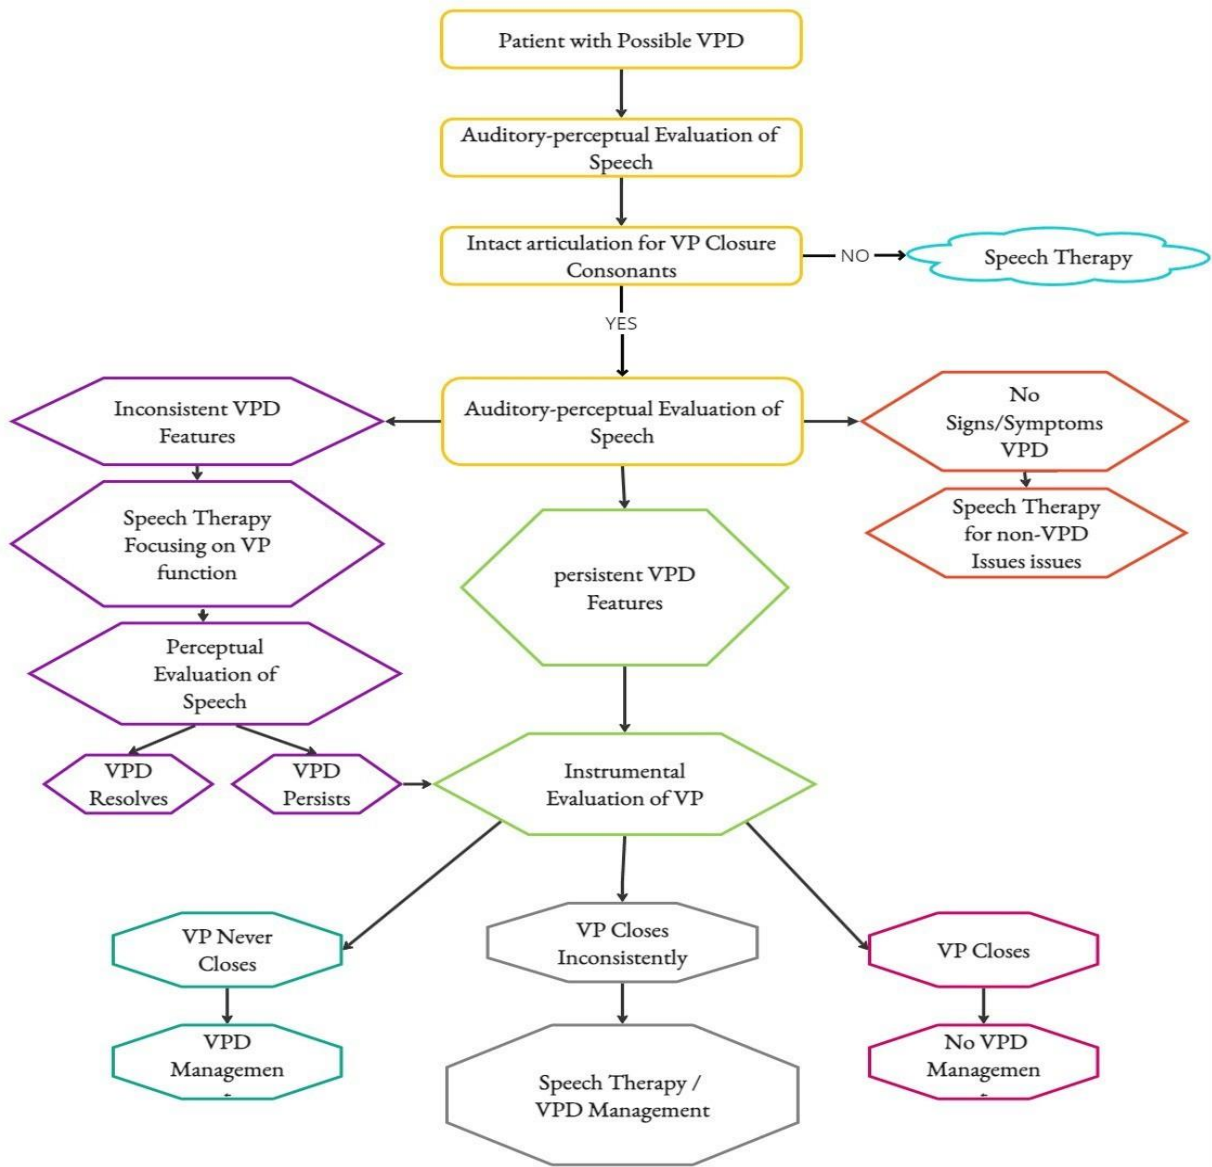 Patient with Possible VPD
Auditory-perceptual Evaluation of
Speech
Intact articulation for VP Closure
Consonants
NO
Speech Therapy
YES
Inconsistent VPD
Features
Auditory-perceptual Evaluation of
Speech
No
Signs/Symptoms
VPD
Speech Therapy
Focusing on VP
function
Speech Therapy
for non-VPD
Issues issues
persistent VPD
Features
Perceptual
Evaluation of
Speech
VPD
Resolves
VPD
Persists
Instrumental
Evaluation of VP
VP Never
Closes
VP Closes
Inconsistently
VP Closes
VPD
Managemen
Speech Therapy /
VPD Management
No VPD
Managemen